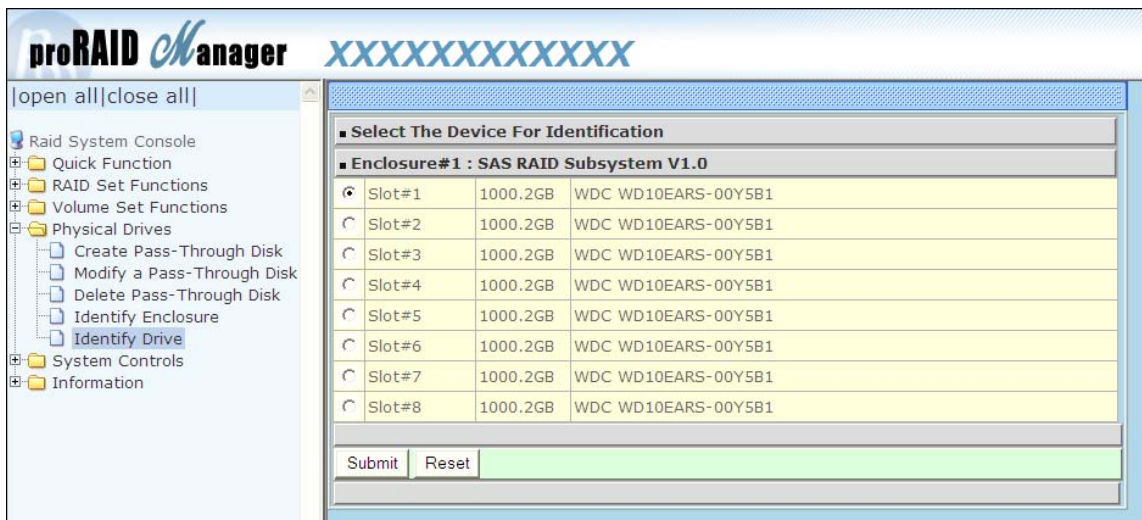 proRAID Manager XXXXXXXXXXXX
|open all|close all|
Raid System Console
Quick Function
RAID Set Functions
Volume Set Functions
Physical Drives
Create Pass-Through Disk
Modify a Pass-Through Disk
Delete Pass-Through Disk
Identify Enclosure
Identify Drive
System Controls
Information
Select The Device For Identification
Enclosure#1 : SAS RAID Subsystem V1.0
Slot#1 1000.2GB WDC WD10EARS-00Y5B1
Slot#2 1000.2GB WDC WD10EARS-00Y5B1
Slot#3 1000.2GB WDC WD10EARS-00Y5B1
Slot#4 1000.2GB WDC WD10EARS-00Y5B1
Slot#5 1000.2GB WDC WD10EARS-00Y5B1
Slot#6 1000.2GB WDC WD10EARS-00Y5B1
Slot#7 1000.2GB WDC WD10EARS-00Y5B1
Slot#8 1000.2GB WDC WD10EARS-00Y5B1
Submit Reset